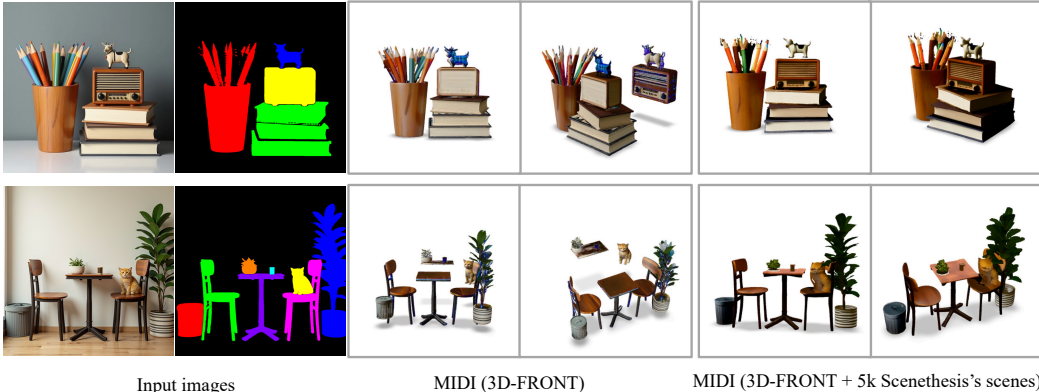 Input images
MIDI (3D-FRONT)
MIDI (3D-FRONT + 5k Scenethesis's scenes)